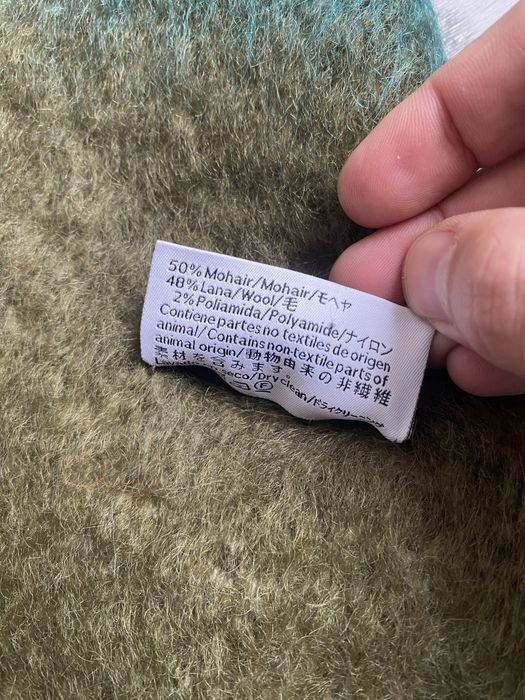 50% Mohair/Mohair/モヘヤ
48% Lana/Wool/毛
2% Poliamida/Polyamide/ナイロン
Contiene partes no textiles de origen
animal/Contains non-textile parts of
animal origin/動物由来の非繊維
素材を含みます。
seco/Dry clean/ドライクリーニング